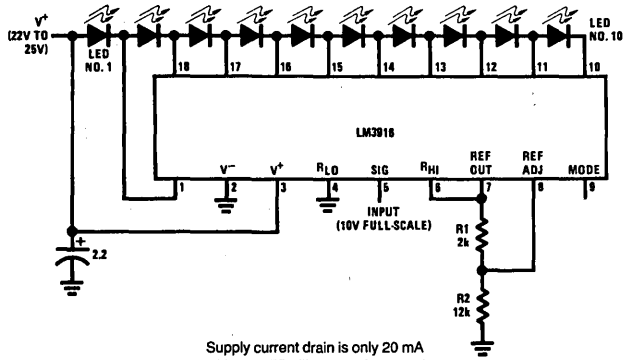 V+
(22V TO
25V)
LED
NO. 1
LED
NO. 10
18 17 16 15 14 13 12 11 10
LM3916
V− V+ RLO SIG RHI REF OUT REF ADJ MODE
1 2 3 4 5 6 7 8 9
INPUT
(10V FULL-SCALE)
+
2.2
R1
2k
R2
12k
Supply current drain is only 20 mA